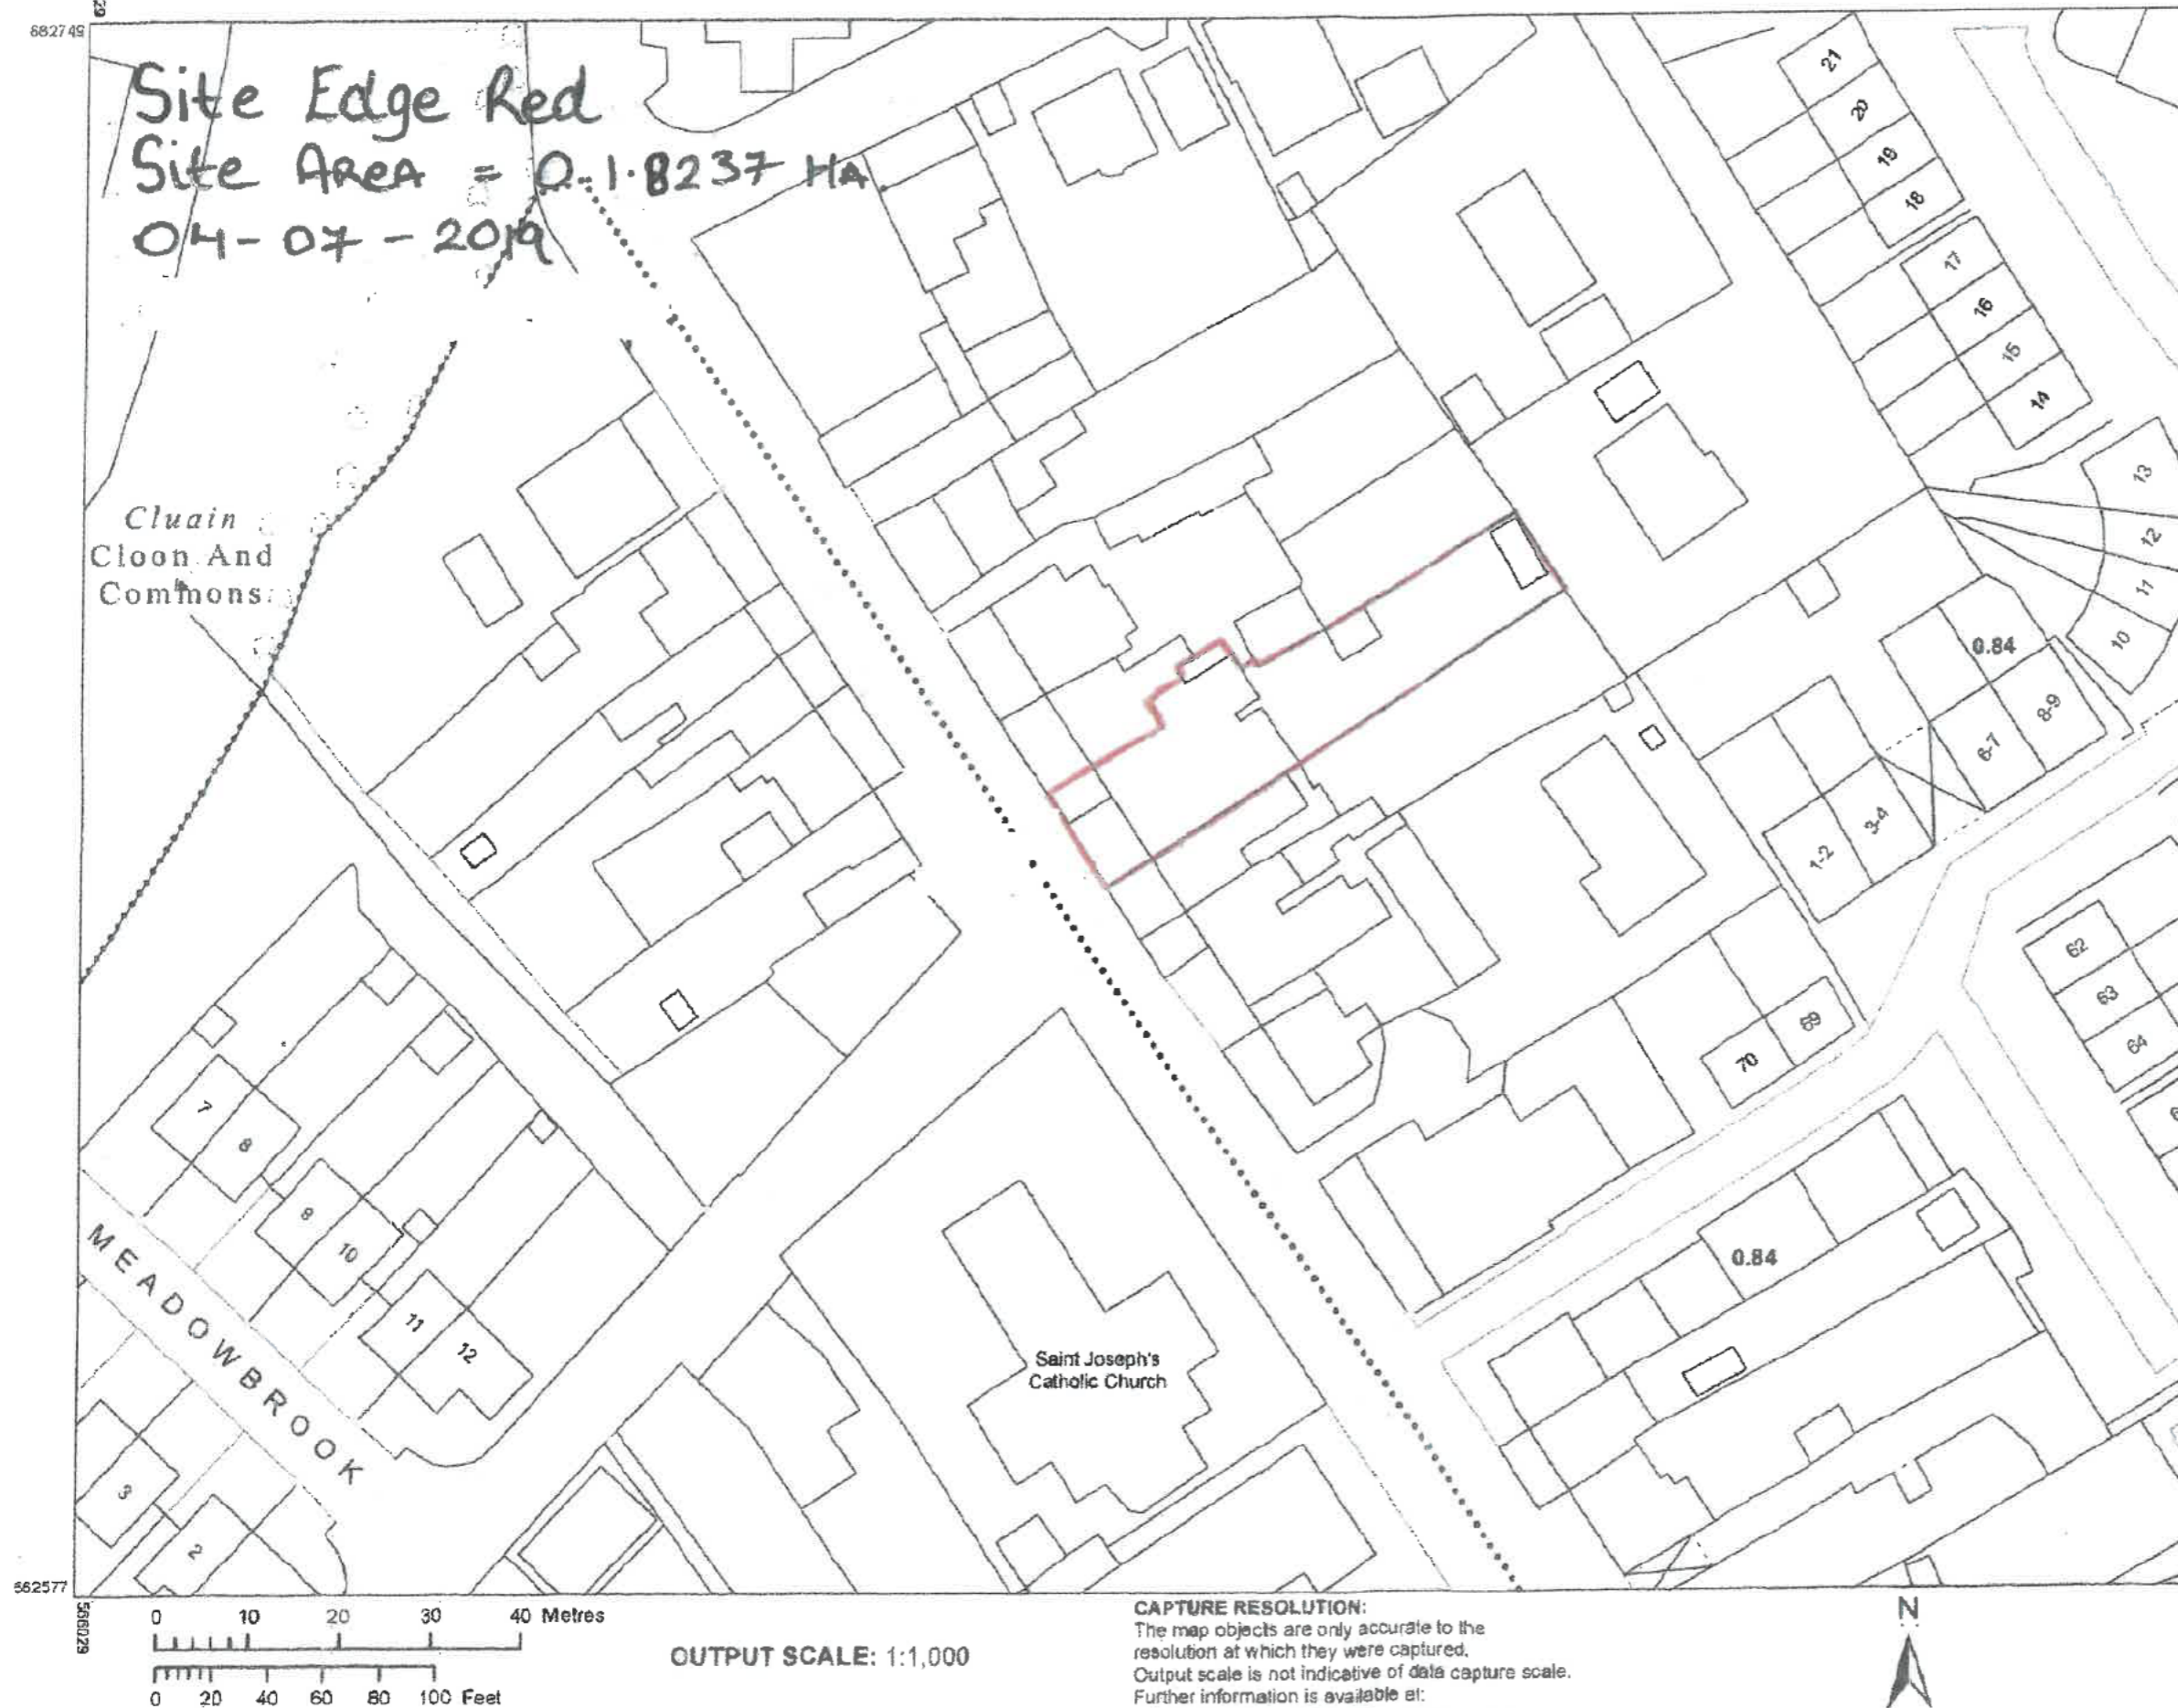 682749
Site Edge Red
Site AREA = 0.1.8237 HA
04-07-2019
21
20
19
18
17
16
15
14
13
12
11
10
Cluain
Cloon And
Commons
0.84
8-9
6-7
3-4
1-2
62
63
64
69
70
7
8
9
10
11
12
MEADOWBROOK
3
2
0.84
Saint Joseph's
Catholic Church
662577
566029
0 10 20 30 40 Metres
0 20 40 60 80 100 Feet
OUTPUT SCALE: 1:1,000
CAPTURE RESOLUTION:
The map objects are only accurate to the
resolution at which they were captured.
Output scale is not indicative of data capture scale.
Further information is available at:
N